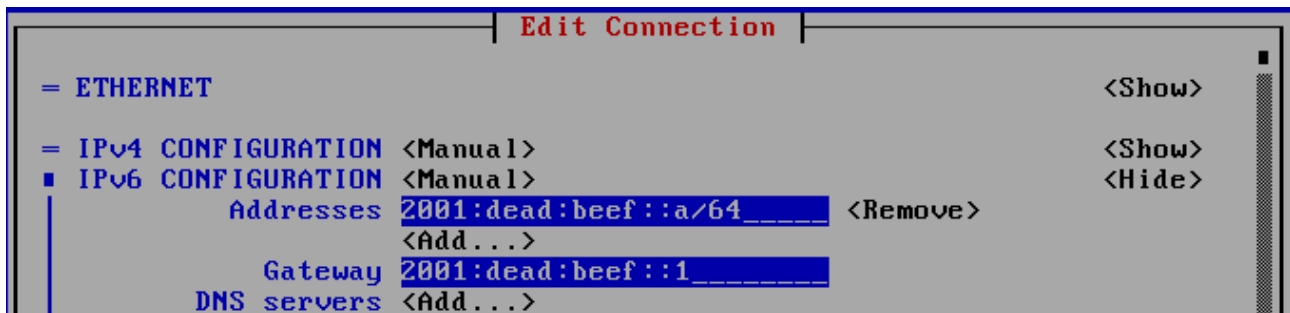 Edit Connection
= ETHERNET <Show>
= IPv4 CONFIGURATION <Manual> <Show>
IPv6 CONFIGURATION <Manual> <Hide>
Addresses 2001:dead:beef::a/64_____ <Remove>
<Add...>
Gateway 2001:dead:beef::1________
DNS servers <Add...>